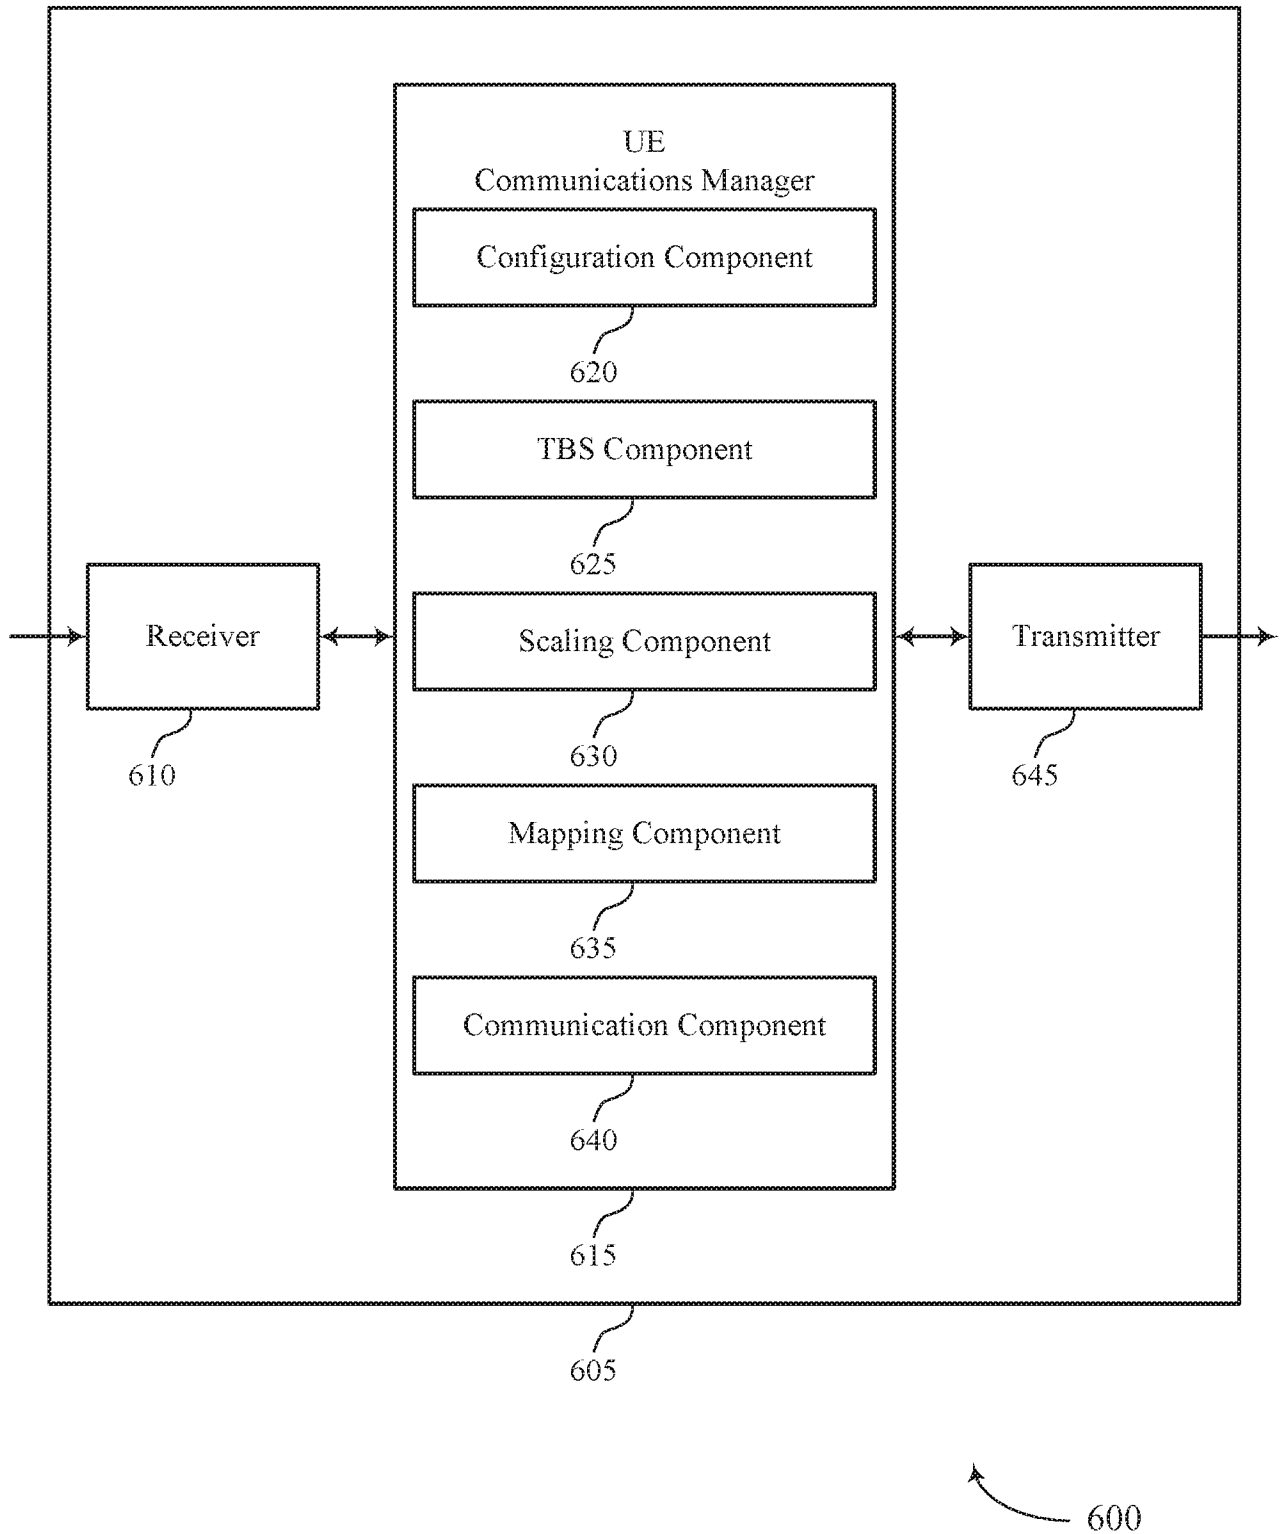 UE
Communications Manager
Configuration Component
620
TBS Component
625
Scaling Component
630
Mapping Component
635
Communication Component
640
615
Receiver
610
Transmitter
645
605
600